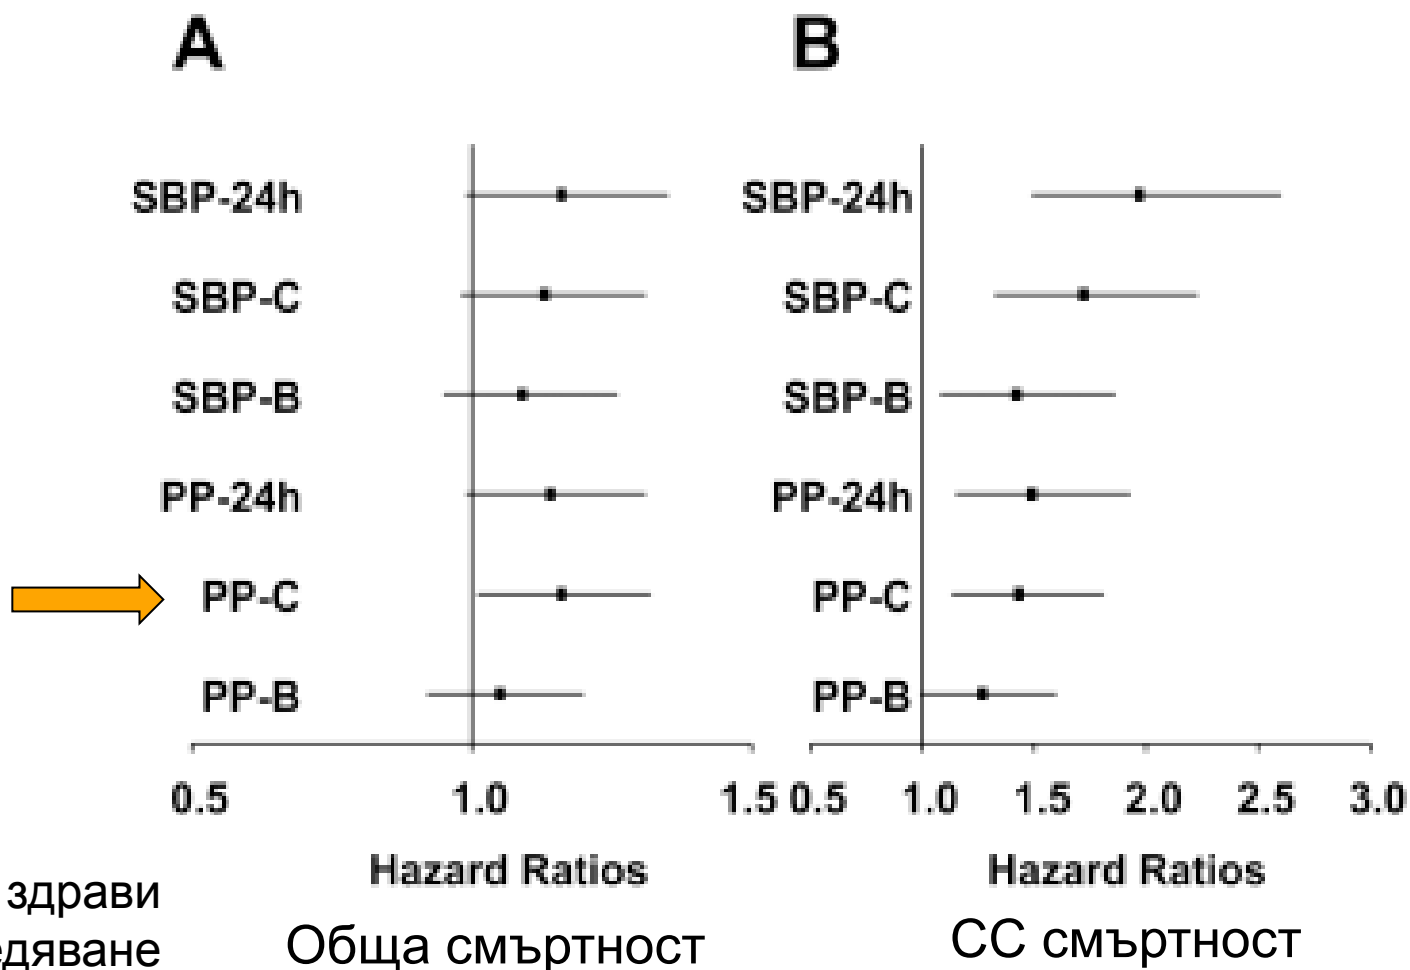 A
B
SBP-24h
SBP-C
SBP-B
PP-24h
PP-C
PP-B
SBP-24h
SBP-C
SBP-B
PP-24h
PP-C
PP-B
0.5 1.0 1.5
0.5 1.0 1.5 2.0 2.5 3.0
Hazard Ratios
Hazard Ratios
здрави
Обща смъртност
СС смъртност